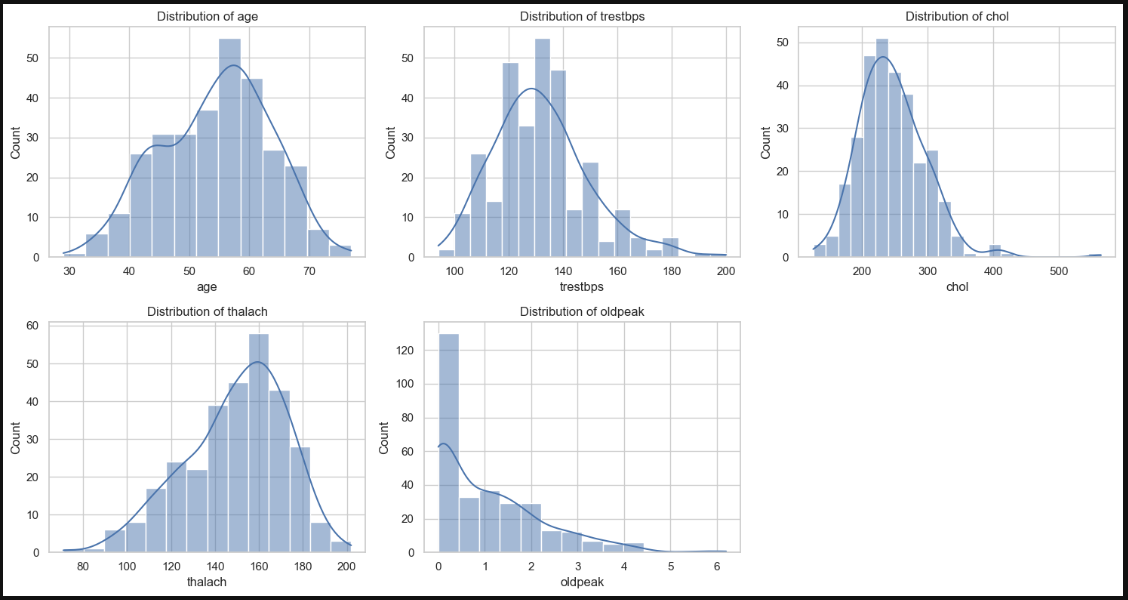 Distribution of age
50
40
30
20
10
0
Count
30 40 50 60 70
age
Distribution of trestbps
50
40
30
20
10
0
Count
100 120 140 160 180 200
trestbps
Distribution of chol
50
40
30
20
10
0
Count
200 300 400 500
chol
Distribution of thalach
60
50
40
30
20
10
0
Count
80 100 120 140 160 180 200
thalach
Distribution of oldpeak
120
100
80
60
40
20
0
Count
0 1 2 3 4 5 6
oldpeak